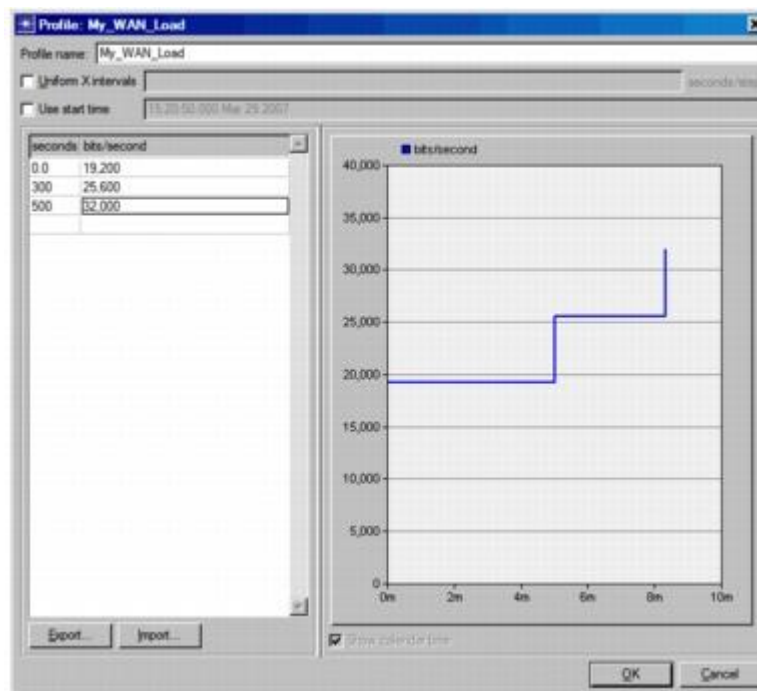 Profile: My_WAN_Load
Profile name: My_WAN_Load
Uniform X intervals
seconds/step
Use start time
15:20:50.000 Mar 29 2007
seconds bits/second
0.0 19,200
300 25,600
500 32,000
bits/second
40,000
35,000
30,000
25,000
20,000
15,000
10,000
5,000
0
0m 2m 4m 6m 8m 10m
Export... Import...
Show calendar time
OK Cancel